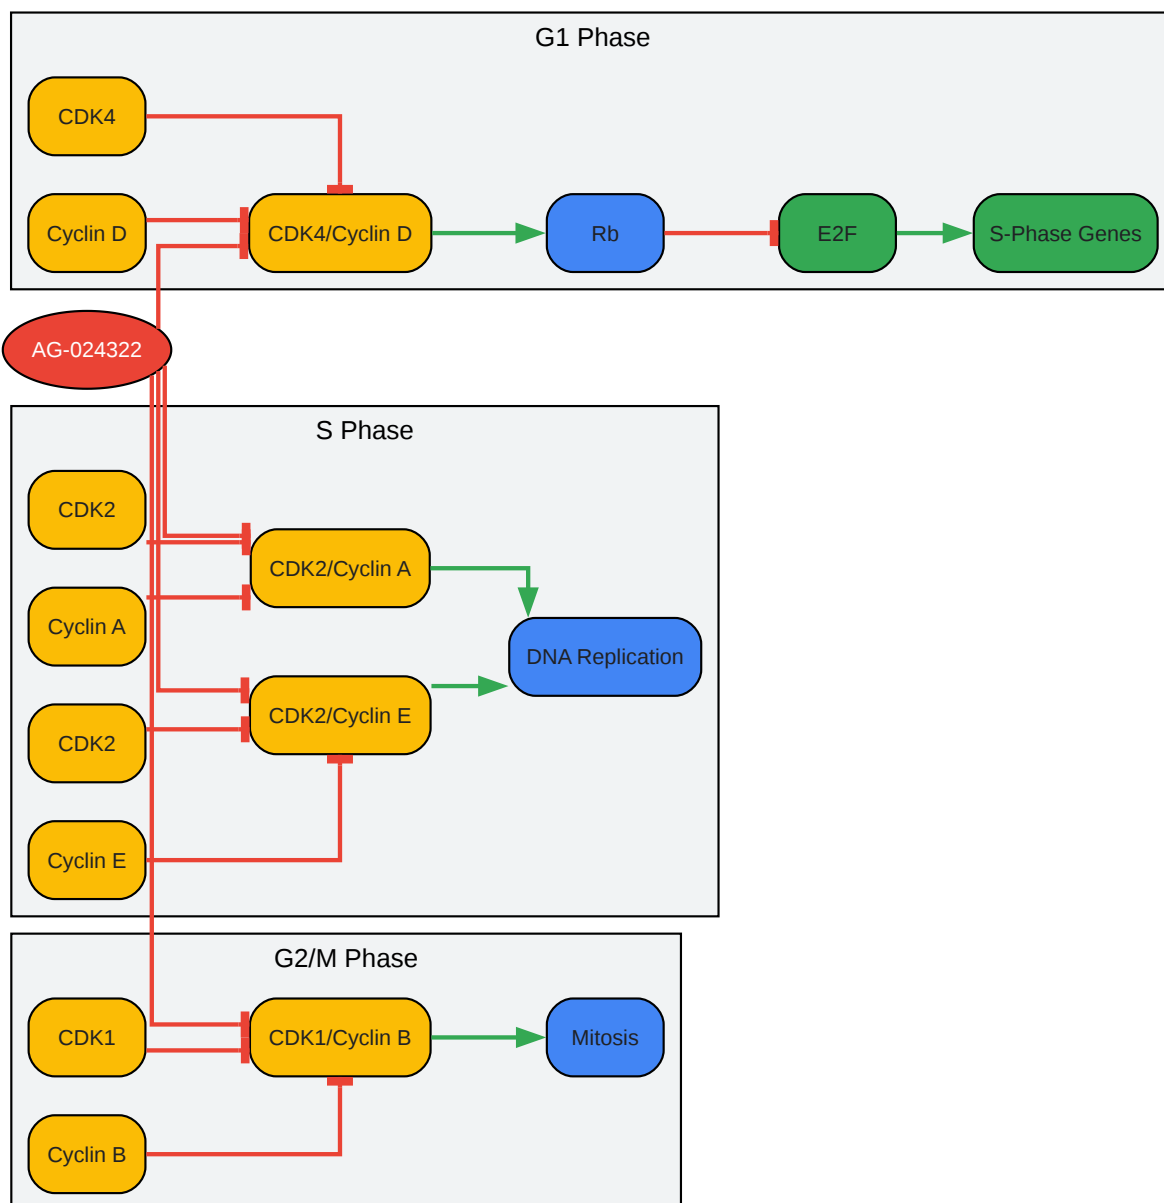 G1 Phase
CDK4
Cyclin D
CDK4/Cyclin D
Rb
E2F
S-Phase Genes
AG-024322
S Phase
CDK2
CDK2/Cyclin A
Cyclin A
DNA Replication
CDK2
CDK2/Cyclin E
Cyclin E
G2/M Phase
CDK1
CDK1/Cyclin B
Mitosis
Cyclin B